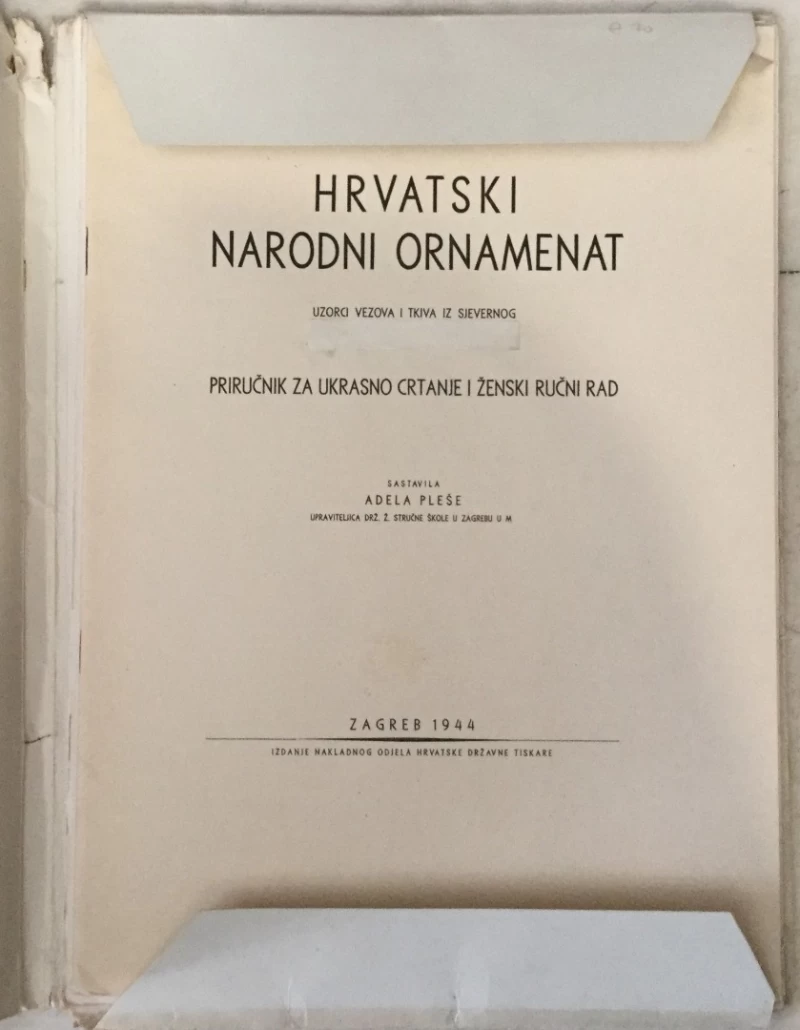 HRVATSKI
NARODNI ORNAMENAT
UZORCI VEZOVA I TKIVA IZ SJEVERNOG
PRIRUČNIK ZA UKRASNO CRTANJE I ŽENSKI RUČNI RAD
SASTAVILA
ADELA PLEŠE
UPRAVITELJICA DRŽ. Ž. STRUČNE ŠKOLE U ZAGREBU U M
ZAGREB 1944
IZDANJE NAKLADNOG ODJELA HRVATSKE DRŽAVNE TISKARE